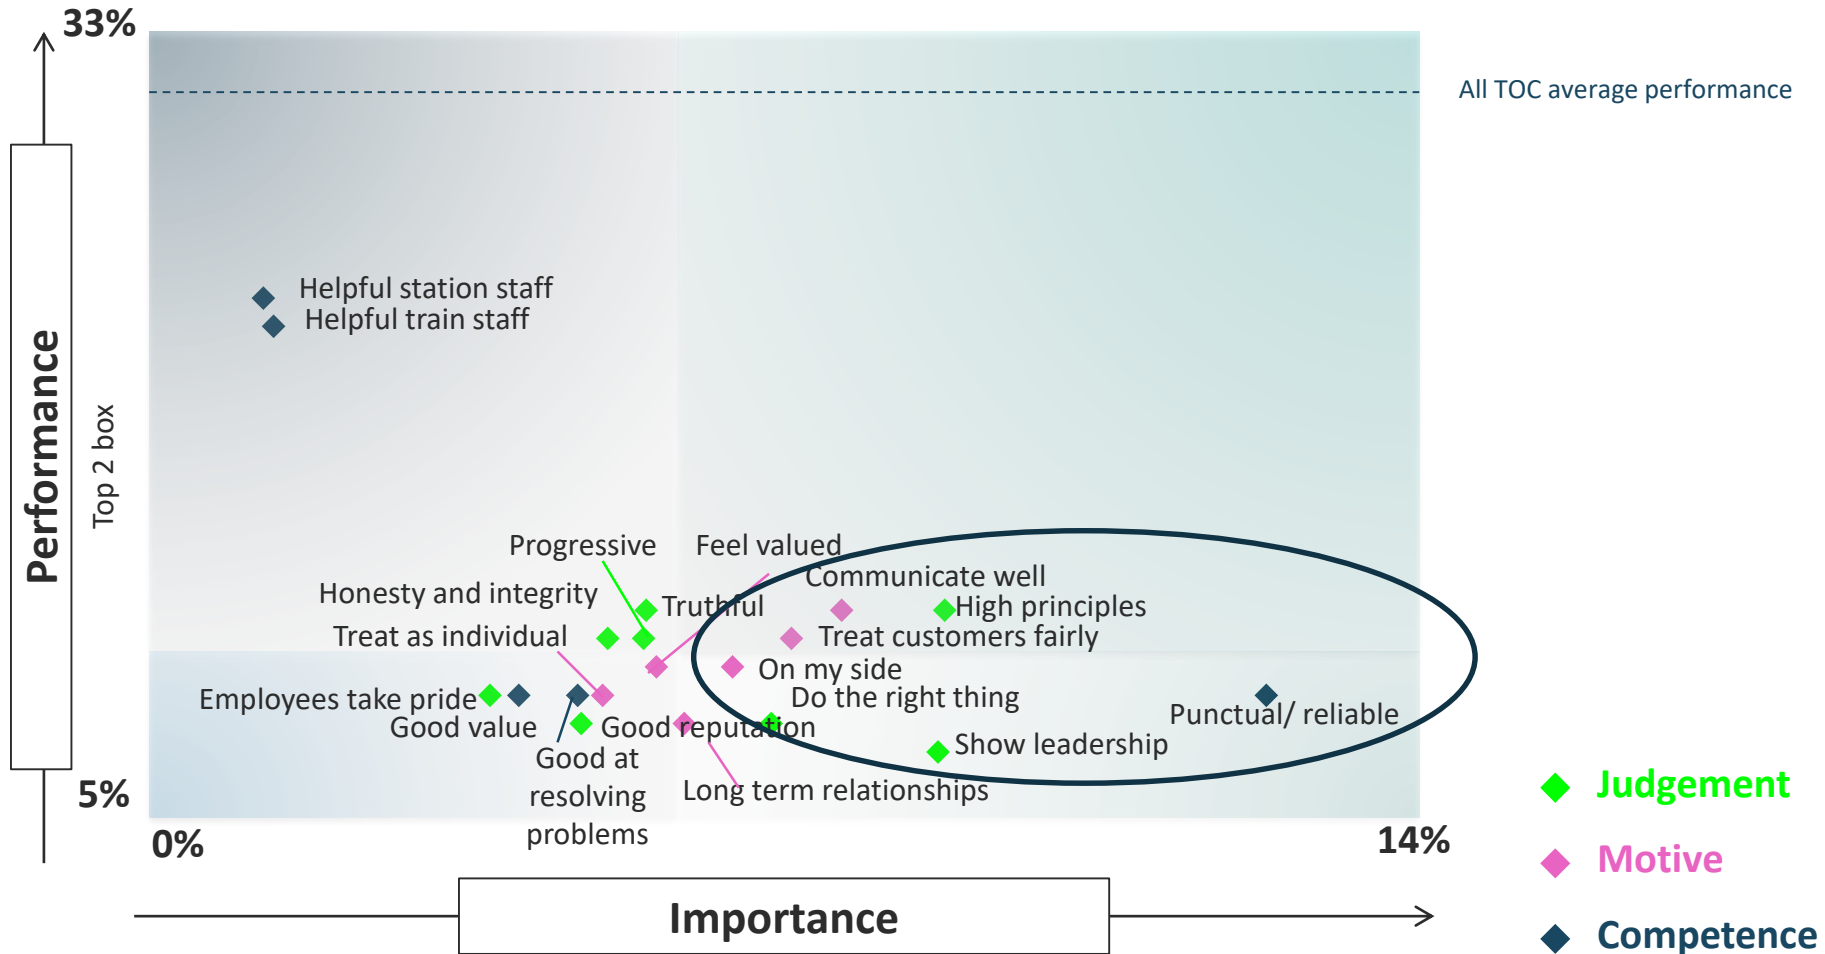 33%
All TOC average performance
Performance
Top 2 box
Helpful station staff
Helpful train staff
Progressive
Feel valued
Communicate well
Honesty and integrity
Truthful
High principles
Treat as individual
Treat customers fairly
On my side
Employees take pride
Do the right thing
Punctual/ reliable
Good value
Good reputation
Show leadership
Good at
resolving
problems
Long term relationships
5%
0%
14%
Importance
Judgement
Motive
Competence